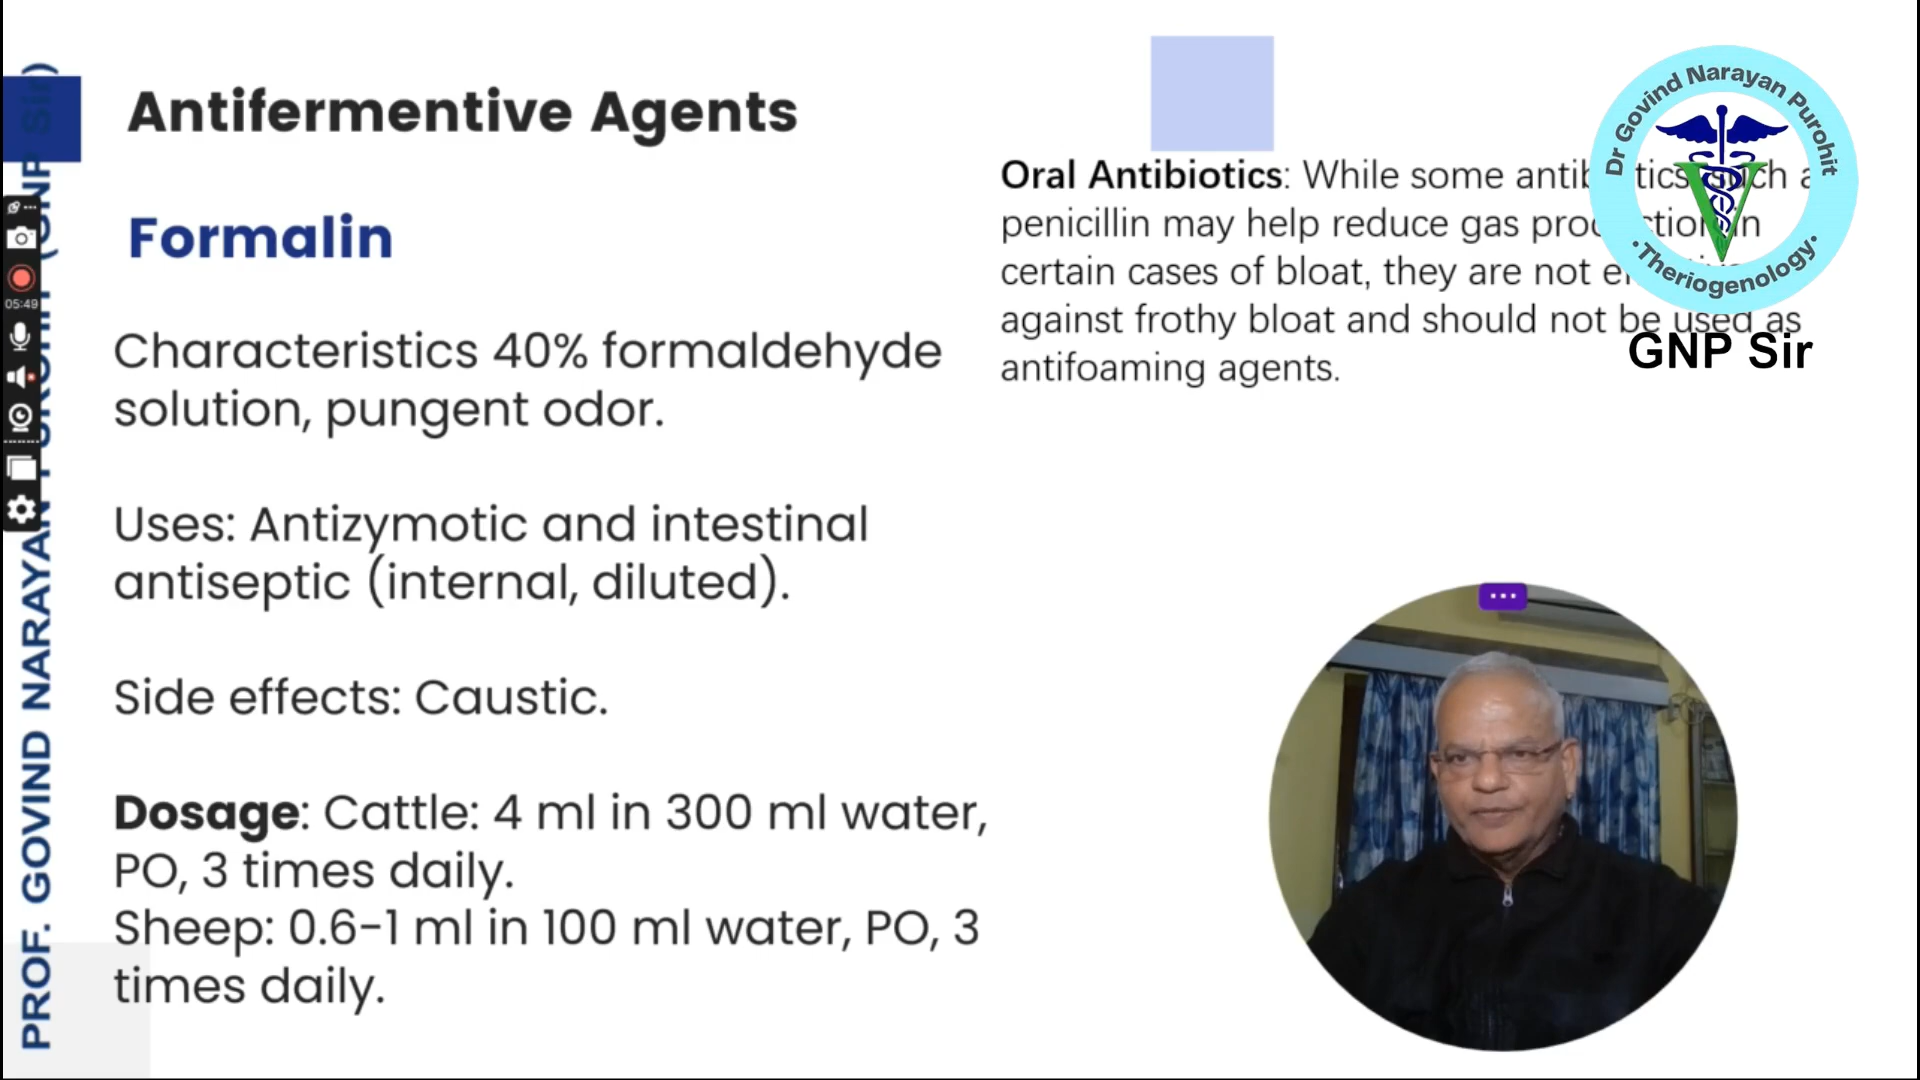 Antifermentive Agents
Formalin
Characteristics 40% formaldehyde
solution, pungent odor.
Uses: Antizymotic and intestinal
antiseptic (internal, diluted).
Side effects: Caustic.
Dosage: Cattle: 4 ml in 300 ml water,
PO, 3 times daily.
Sheep: 0.6-1 ml in 100 ml water, PO, 3
times daily.
Oral Antibiotics: While some
penicillin may help reduce gas in
certain cases of bloat, they are not
against frothy bloat and should not be used as
antifoaming agents.
Dr Govind Narayan Purohit
•Theriogenology•
GNP Sir
PROF. GOVIND NARAYAN (GNP Sir)
05:49